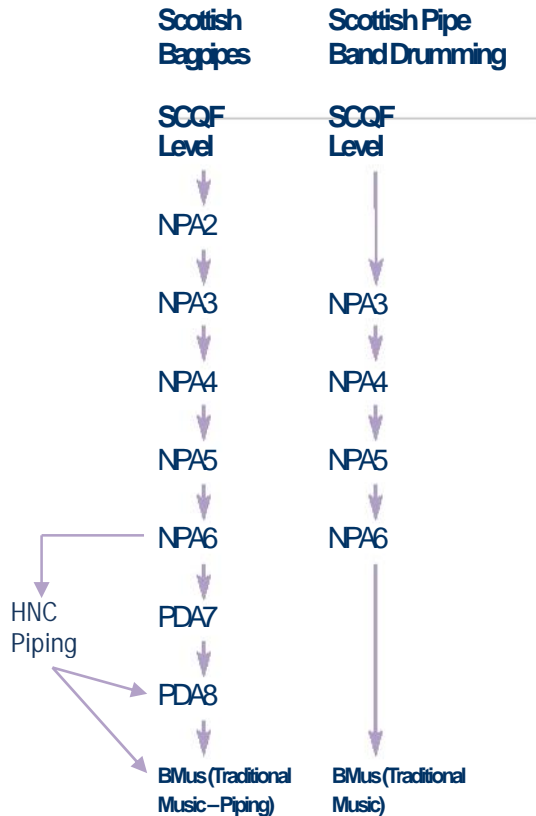 Scottish
Bagpipes
SCQF
Level
NPA2
NPA3
NPA4
NPA5
NPA6
HNC
Piping
PDA7
PDA8
BMus (Traditional
Music – Piping)
Scottish Pipe
Band Drumming
SCQF
Level
NPA3
NPA4
NPA5
NPA6
BMus (Traditional
Music)